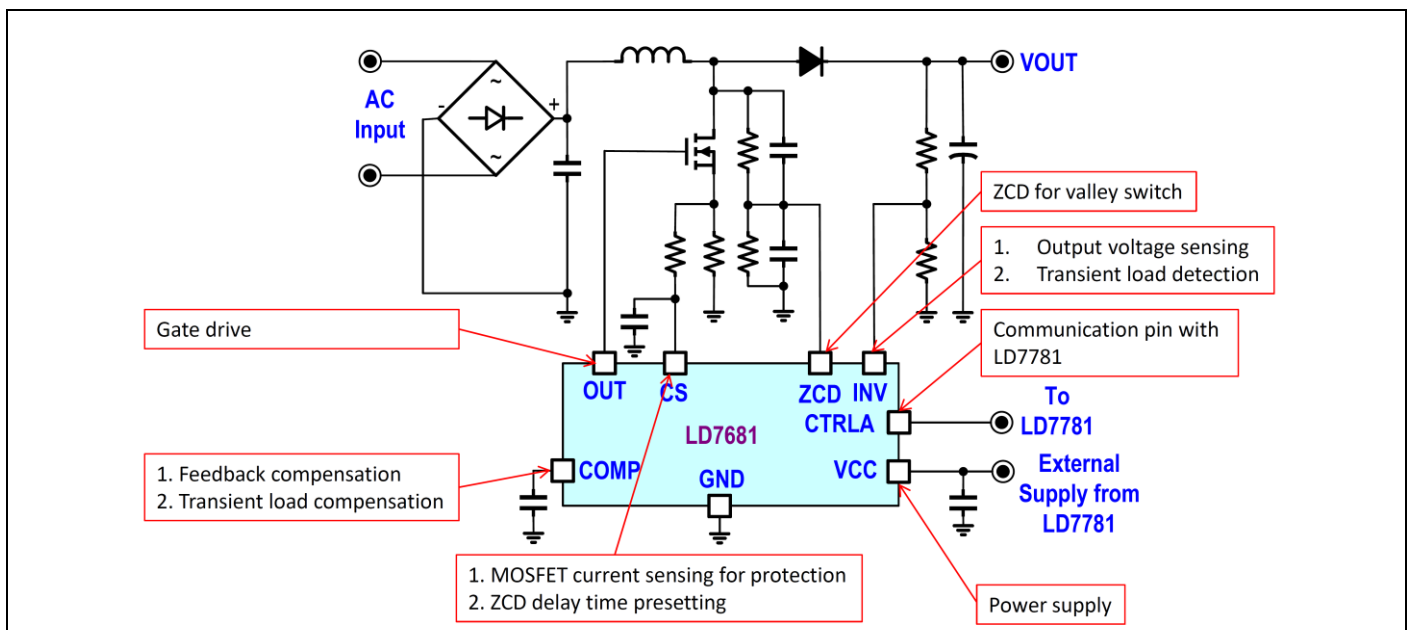 VOUT
AC
Input
~
-
+
~
ZCD for valley switch
1. Output voltage sensing
2. Transient load detection
Gate drive
Communication pin with
LD7781
OUT
CS
ZCD
INV
CTRLA
To
LD7781
LD7681
1. Feedback compensation
2. Transient load compensation
COMP
GND
VCC
External
Supply from
LD7781
1. MOSFET current sensing for protection
2. ZCD delay time presetting
Power supply